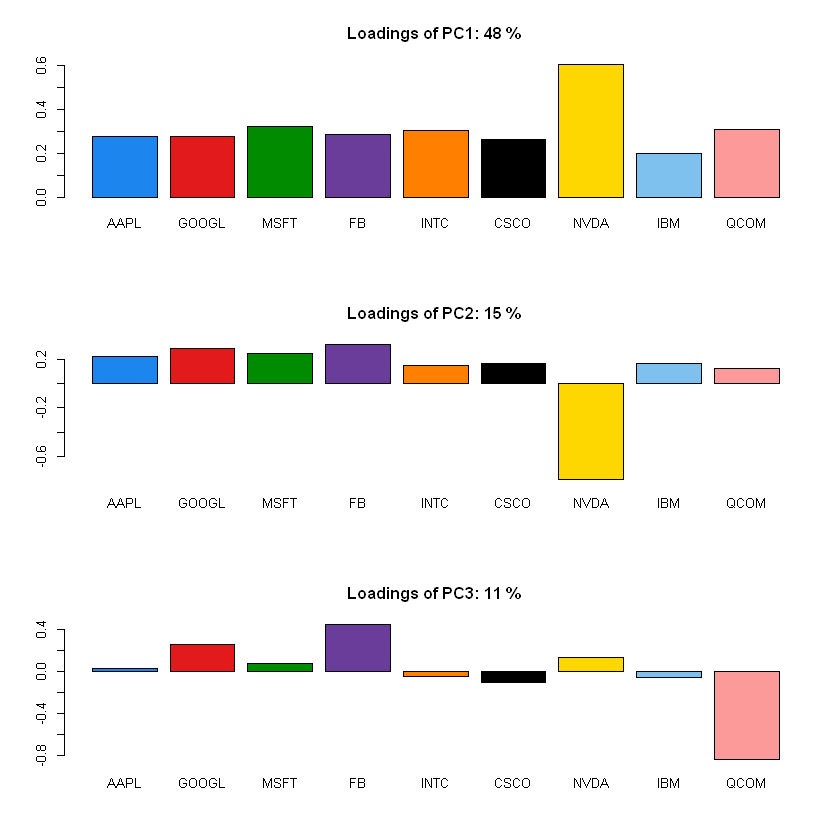 Loadings of PC1: 48 %
0.6
0.4
0.2
0.0
AAPL GOOGL MSFT FB INTC CSCO NVDA IBM QCOM
Loadings of PC2: 15 %
0.2
-0.2
-0.6
AAPL GOOGL MSFT FB INTC CSCO NVDA IBM QCOM
Loadings of PC3: 11 %
0.4
0.0
-0.4
-0.8
AAPL GOOGL MSFT FB INTC CSCO NVDA IBM QCOM